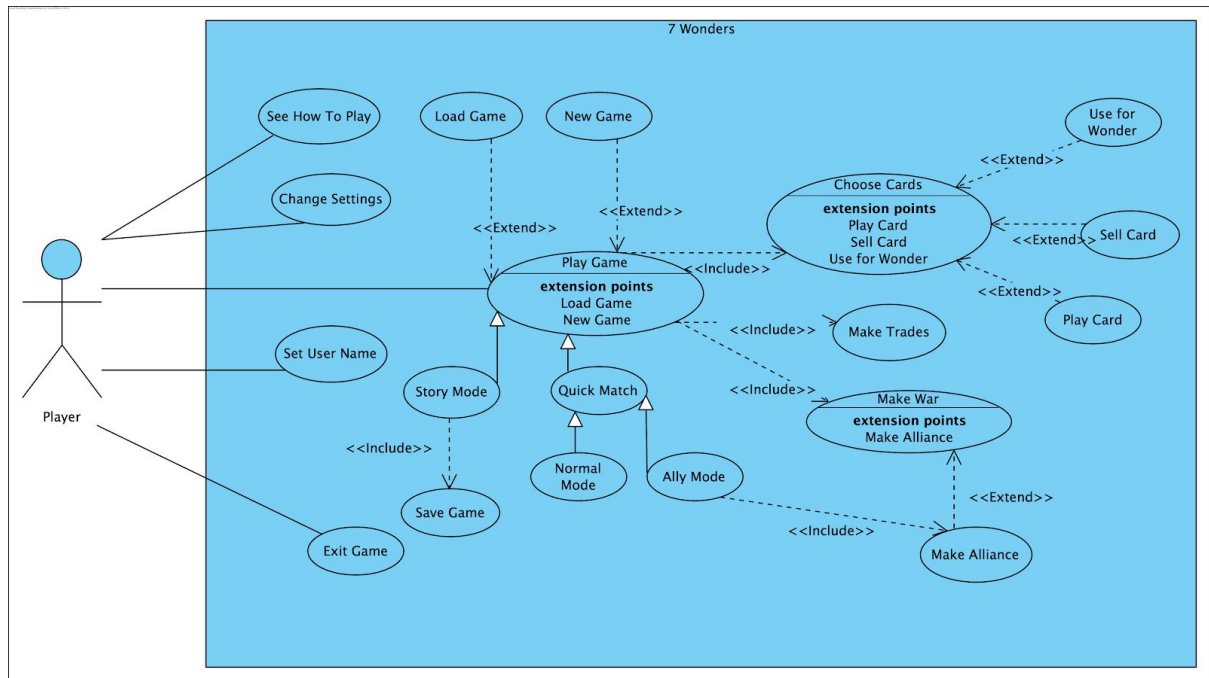 7 Wonders
See How To Play
Load Game
New Game
Use for
Wonder
<<Extend>>
Change Settings
<<Extend>>
<<Extend>>
Choose Cards
extension points
Play Card
Sell Card
Use for Wonder
<<Extend>>
Sell Card
Play Game
extension points
Load Game
New Game
<<Include>>
<<Extend>>
Play Card
<<Include>>
Make Trades
Set User Name
Story Mode
Quick Match
<<Include>>
Make War
extension points
Make Alliance
Player
<<Include>>
Normal
Mode
Ally Mode
<<Extend>>
Save Game
<<Include>>
Exit Game
Make Alliance